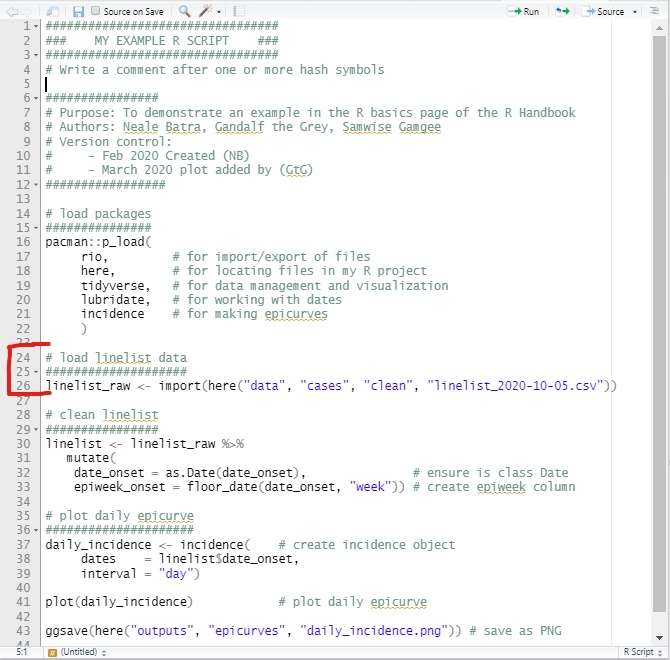 Source on Save Run Source
1 ###############################
2 ### MY EXAMPLE R SCRIPT ###
3 ###############################
4 # Write a comment after one or more hash symbols
5
6 ################
7 # Purpose: To demonstrate an example in the R basics page of the R Handbook
8 # Authors: Neale Batra, Gandalf the Grey, Samwise Gamgee
9 # Version control:
10 # - Feb 2020 Created (NB)
11 # - March 2020 plot added by (GtG)
12 #################
13
14 # load packages
15 ###############
16 pacman::p_load(
17 rio, # for import/export of files
18 here, # for locating files in my R project
19 tidyverse, # for data management and visualization
20 lubridate, # for working with dates
21 incidence # for making epicurves
22 )
23
24 # load linelist data
25 ####################
26 linelist_raw <- import(here("data", "cases", "clean", "linelist_2020-10-05.csv"))
27
28 # clean linelist
29 ################
30 linelist <- linelist_raw %>%
31 mutate(
32 date_onset = as.Date(date_onset), # ensure is class Date
33 epiweek_onset = floor_date(date_onset, "week")) # create epiweek column
34
35 # plot daily epicurve
36 #####################
37 daily_incidence <- incidence( # create incidence object
38 dates = linelist$date_onset,
39 interval = "day")
40
41 plot(daily_incidence) # plot daily epicurve
42
43 ggsave(here("outputs", "epicurves", "daily_incidence.png")) # save as PNG
44
5:1 (Untitled) R Script